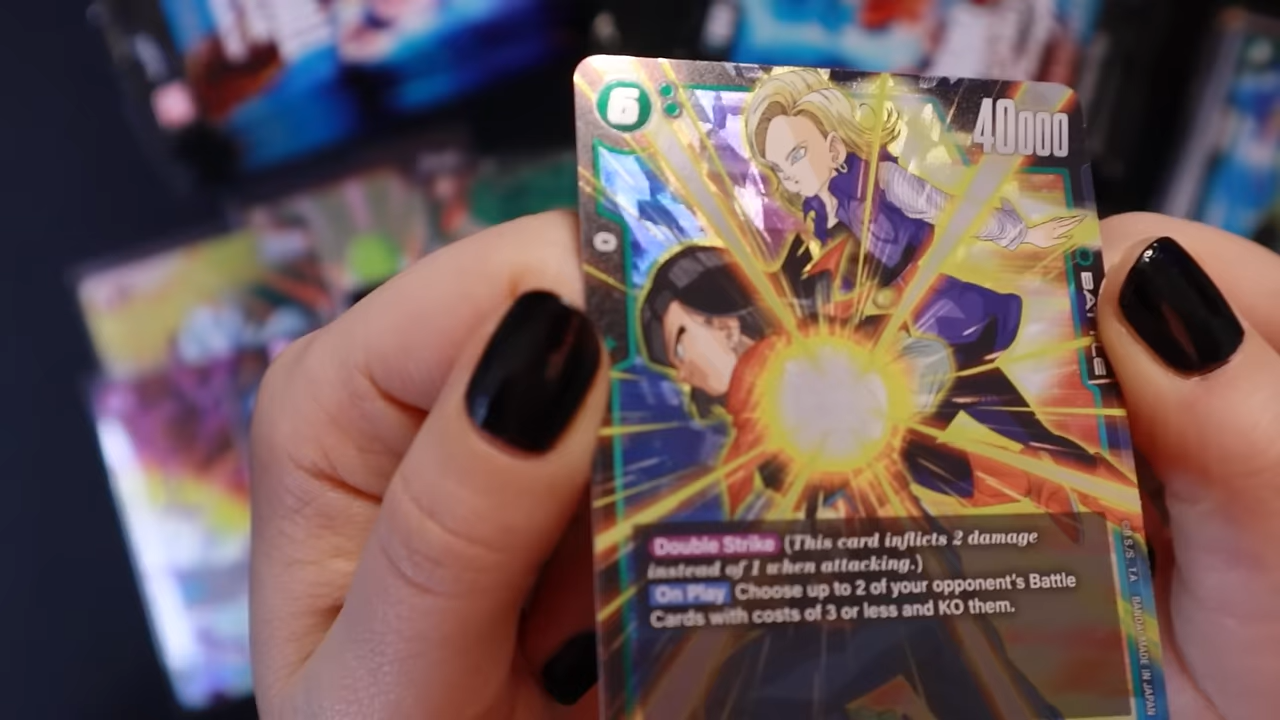 6
40000
0
BATTLE
Double Strike (This card inflicts 2 damage
instead of 1 when attacking.)
On Play Choose up to 2 of your opponent's Battle
Cards with costs of 3 or less and KO them.
BANDAI MADE IN JAPAN